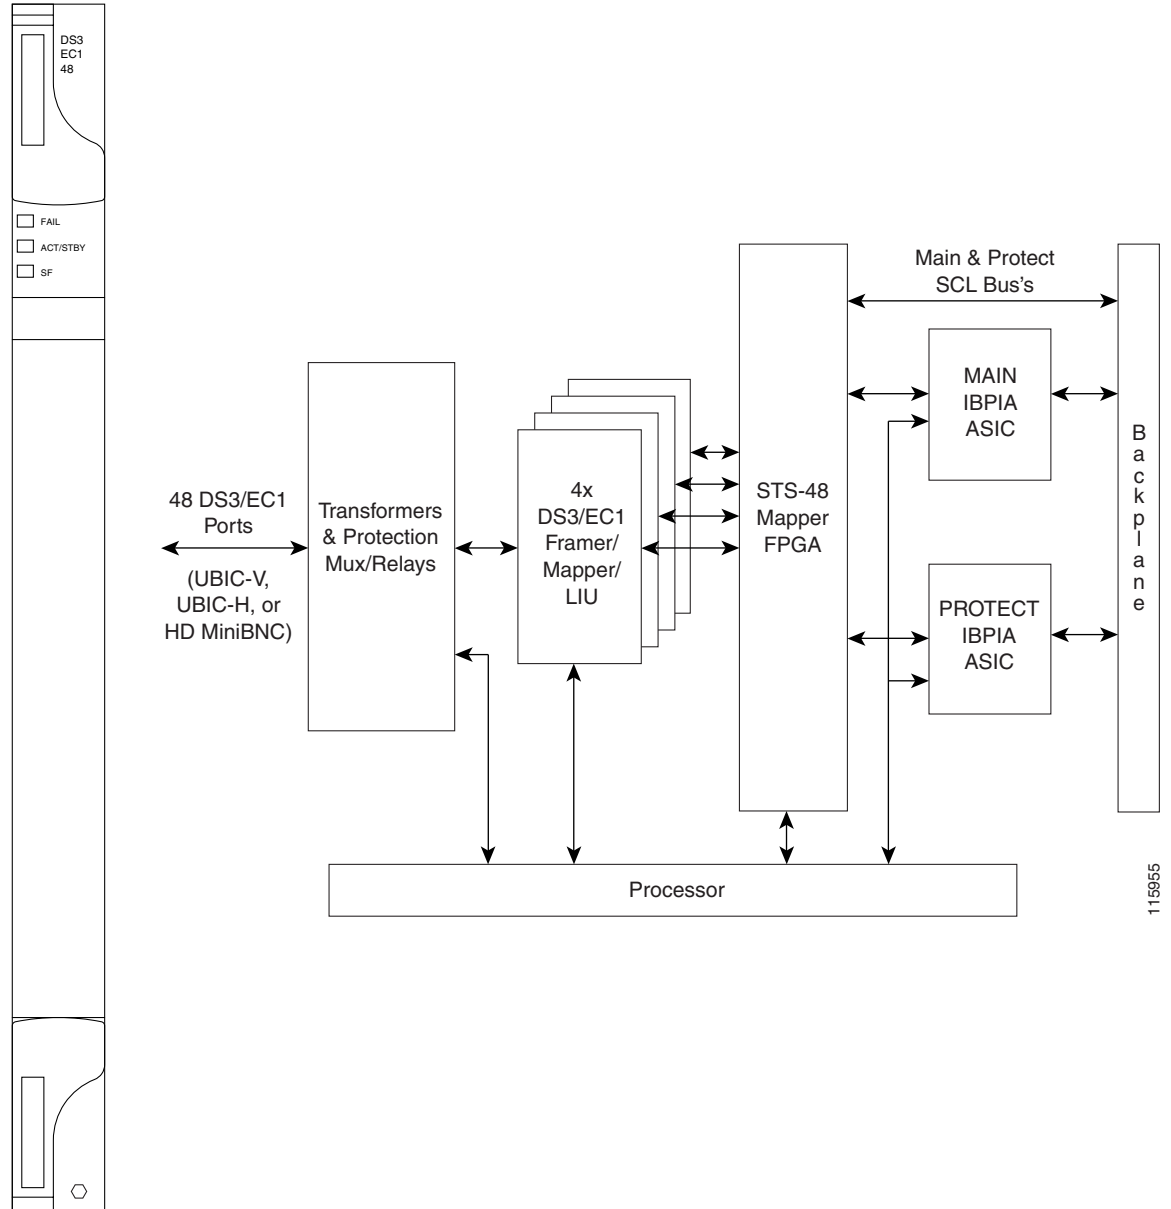 DS3
EC1
48
FAIL
ACT/STBY
SF
48 DS3/EC1
Ports
(UBIC-V,
UBIC-H, or
HD MiniBNC)
Transformers
& Protection
Mux/Relays
4x
DS3/EC1
Framer/
Mapper/
LIU
STS-48
Mapper
FPGA
Main & Protect
SCL Bus's
MAIN
IBPIA
ASIC
PROTECT
IBPIA
ASIC
Backplane
Processor
115955